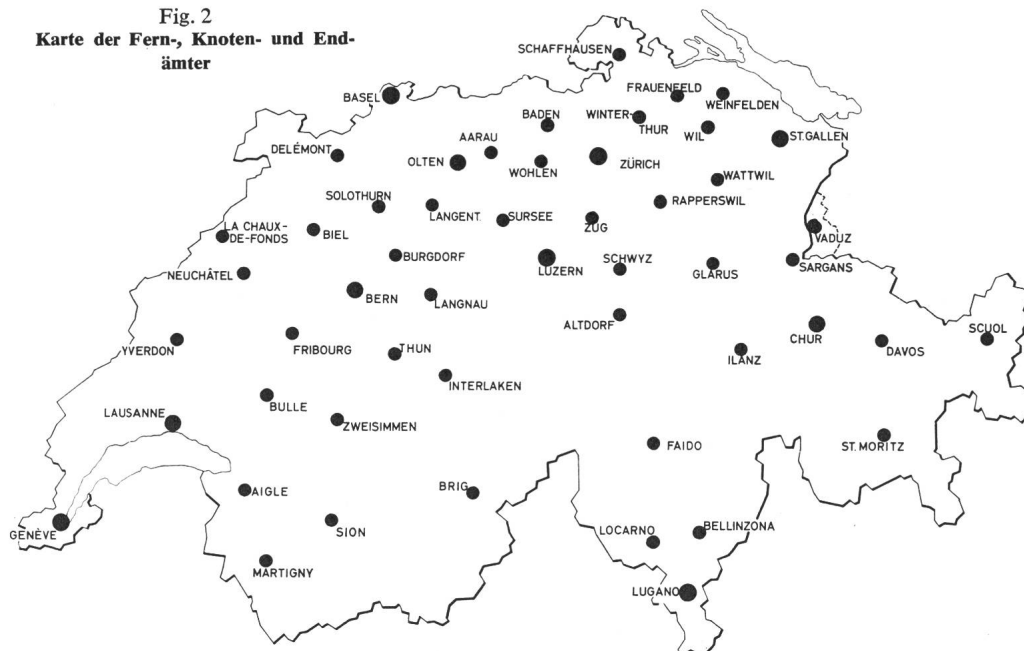 Fig. 2
Karte der Fern-, Knoten- und End-
ämter
SCHAFFHAUSEN
BASEL
FRAUENFELD
WEINFELDEN
BADEN
WINTER-
THUR
WIL
ST.GALLEN
DELÉMONT
AARAU
OLTEN
WOHLEN
ZÜRICH
WATTWIL
SOLOTHURN
LANGENT.
SURSEE
ZUG
RAPPERSWIL
LA CHAUX-
DE-FONDS
BIEL
VADUZ
NEUCHÂTEL
BURGDORF
LUZERN
SCHWYZ
GLARUS
SARGANS
BERN
LANGNAU
ALTDORF
CHUR
SCUOL
YVERDON
FRIBOURG
THUN
ILANZ
DAVOS
INTERLAKEN
BULLE
LAUSANNE
ZWEISIMMEN
FAIDO
ST. MORITZ
AIGLE
BRIG
GENÈVE
SION
LOCARNO
BELLINZONA
MARTIGNY
LUGANO